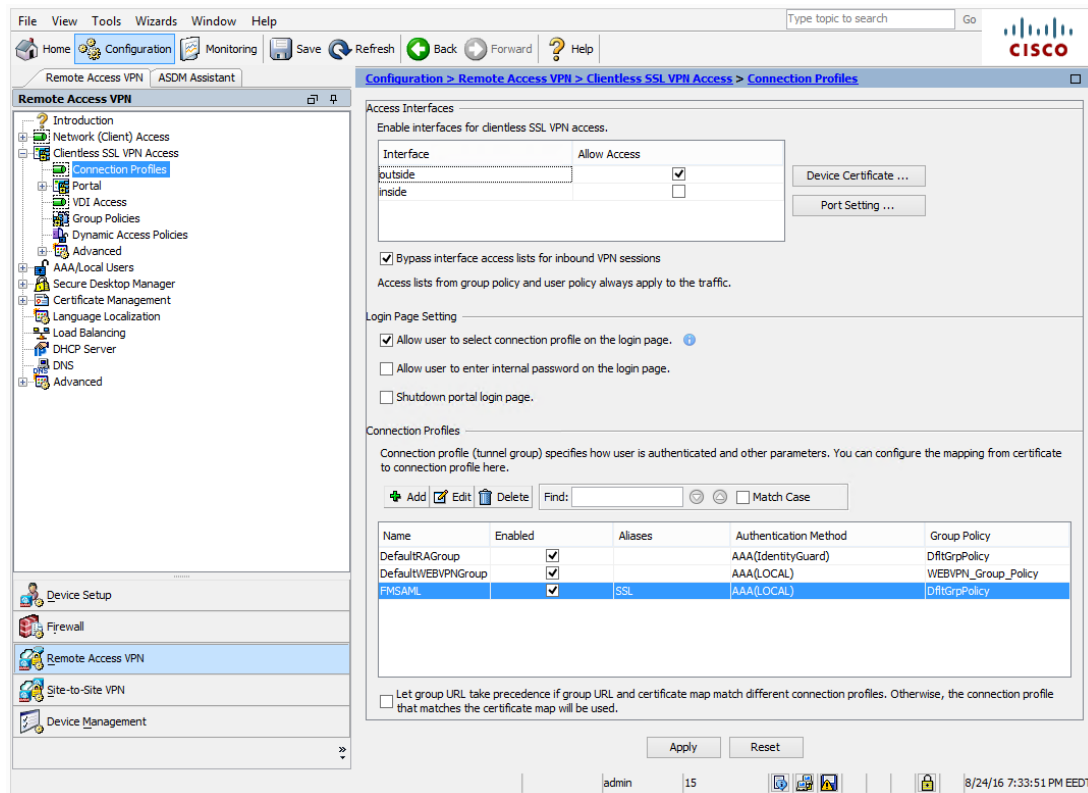 File View Tools Wizards Window Help
Type topic to search Go
Home Configuration Monitoring Save Refresh Back Forward Help
CISCO
Remote Access VPN ASDM Assistant
Remote Access VPN
Introduction
Network (Client) Access
Clientless SSL VPN Access
Connection Profiles
Portal
VDI Access
Group Policies
Dynamic Access Policies
Advanced
AAA/Local Users
Secure Desktop Manager
Certificate Management
Language Localization
Load Balancing
DHCP Server
DNS
Advanced
Device Setup
Firewall
Remote Access VPN
Site-to-Site VPN
Device Management
Configuration > Remote Access VPN > Clientless SSL VPN Access > Connection Profiles
Access Interfaces
Enable interfaces for clientless SSL VPN access.
Interface Allow Access
outside
inside
Device Certificate ...
Port Setting ...
Bypass interface access lists for inbound VPN sessions
Access lists from group policy and user policy always apply to the traffic.
Login Page Setting
Allow user to select connection profile on the login page.
Allow user to enter internal password on the login page.
Shutdown portal login page.
Connection Profiles
Connection profile (tunnel group) specifies how user is authenticated and other parameters. You can configure the mapping from certificate
to connection profile here.
Add Edit Delete Find: Match Case
Name Enabled Aliases Authentication Method Group Policy
DefaultRAGroup AAA(IdentityGuard) DfltGrpPolicy
DefaultWEBVPNGroup AAA(LOCAL) WEBVPN_Group_Policy
FMSAML SSL AAA(LOCAL) DfltGrpPolicy
Let group URL take precedence if group URL and certificate map match different connection profiles. Otherwise, the connection profile
that matches the certificate map will be used.
Apply Reset
admin 15 8/24/16 7:33:51 PM EEDT